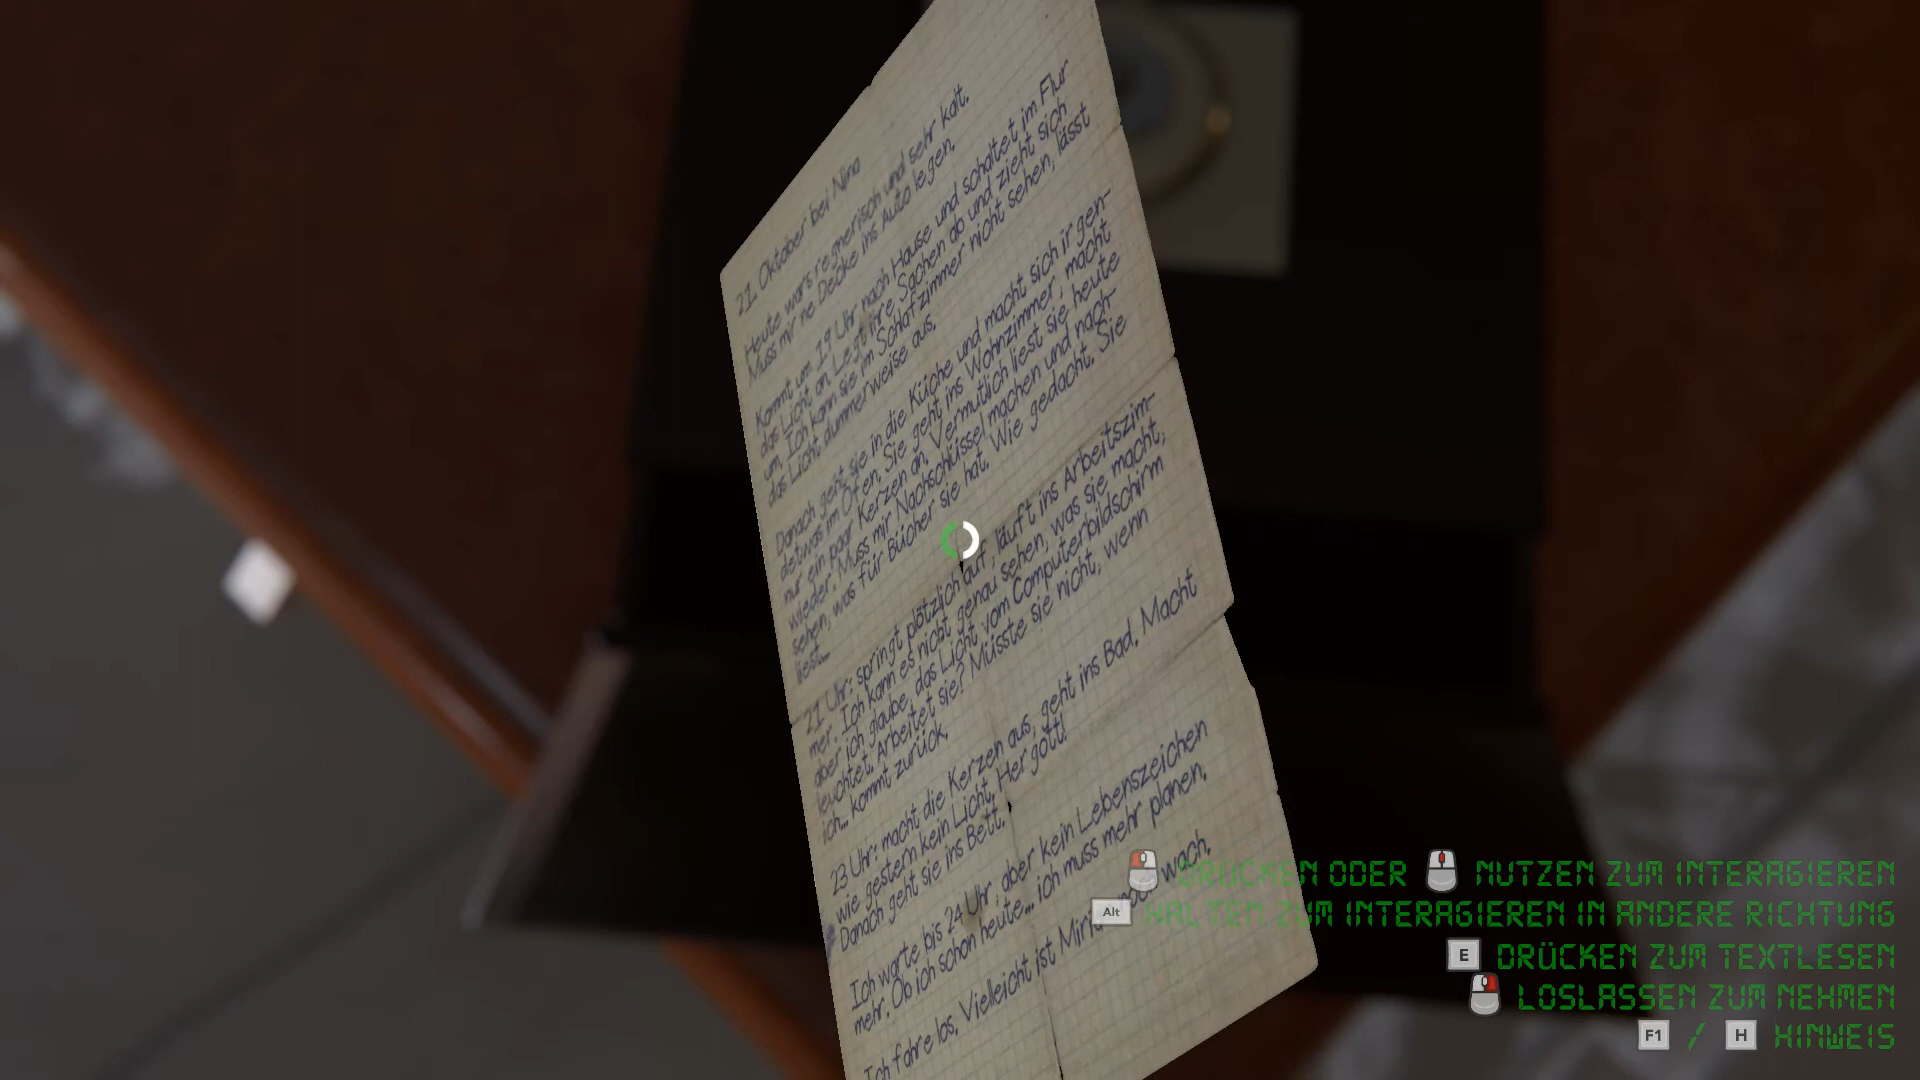 21. Oktober bei Nina
Heute wars regnerisch und sehr kalt.
Muss mir ne Decke ins Auto legen.
Kommt um 19 Uhr nach Hause und schaltet im Flur
das Licht an. Legt ihre Sachen ab und zieht sich
um. Ich kann sie im Schlafzimmer nicht sehen, lässt
das Licht dummerweise aus.
Danach geht sie in die Küche und macht sich irgen-
detwas im Ofen. Sie geht ins Wohnzimmer, macht
nur ein paar Kerzen an. Vermutlich liest sie heute
wieder. Muss mir Nachschlüssel machen und nach-
sehen, was für Bücher sie hat. Wie gedacht. Sie
liest...
21 Uhr: springt plötzlich auf, läuft ins Arbeitszim-
mer. Ich kann es nicht genau sehen, was sie macht,
aber ich glaube, das Licht vom Computerbildschirm
leuchtet. Arbeitet sie? Müsste sie nicht, wenn
ich... kommt zurück.
23 Uhr: macht die Kerzen aus, geht ins Bad. Macht
wie gestern kein Licht. Hergott!
Danach geht sie ins Bett.
Ich warte bis 24 Uhr, aber kein Lebenszeichen
mehr. Ob ich schon heute... ich muss mehr planen.
Ich fahre los. Vielleicht ist Mina noch wach.
DRÜCKEN ODER NUTZEN ZUM INTERAGIEREN
Alt HALTEN ZUM INTERAGIEREN IN ANDERE RICHTUNG
E DRÜCKEN ZUM TEXTLESEN
LOSLASSEN ZUM NEHMEN
F1 / H HINWEIS